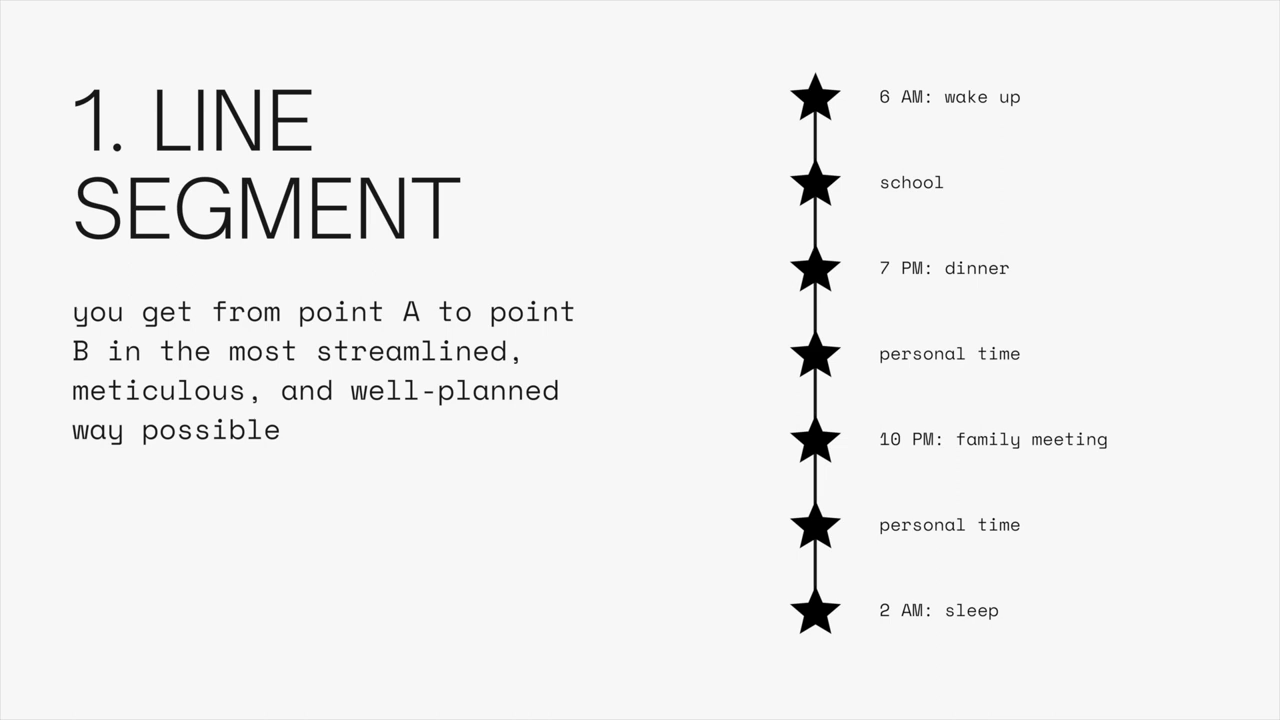 1. LINE
SEGMENT
you get from point A to point
B in the most streamlined,
meticulous, and well-planned
way possible
6 AM: wake up
school
7 PM: dinner
personal time
10 PM: family meeting
personal time
2 AM: sleep